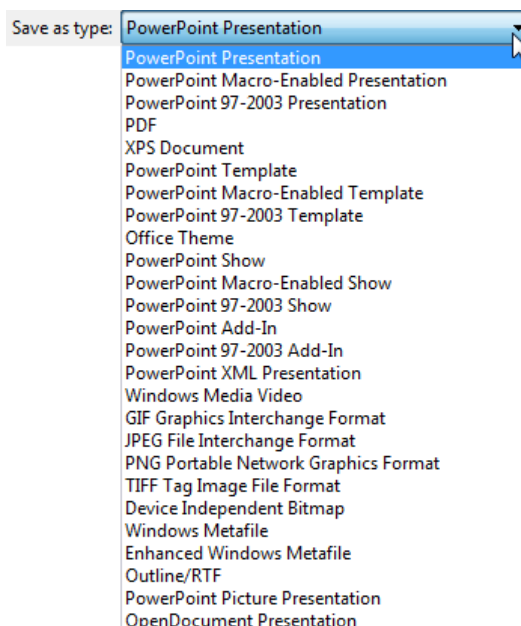 Save as type: PowerPoint Presentation
PowerPoint Presentation
PowerPoint Macro-Enabled Presentation
PowerPoint 97-2003 Presentation
PDF
XPS Document
PowerPoint Template
PowerPoint Macro-Enabled Template
PowerPoint 97-2003 Template
Office Theme
PowerPoint Show
PowerPoint Macro-Enabled Show
PowerPoint 97-2003 Show
PowerPoint Add-In
PowerPoint 97-2003 Add-In
PowerPoint XML Presentation
Windows Media Video
GIF Graphics Interchange Format
JPEG File Interchange Format
PNG Portable Network Graphics Format
TIFF Tag Image File Format
Device Independent Bitmap
Windows Metafile
Enhanced Windows Metafile
Outline/RTF
PowerPoint Picture Presentation
OpenDocument Presentation